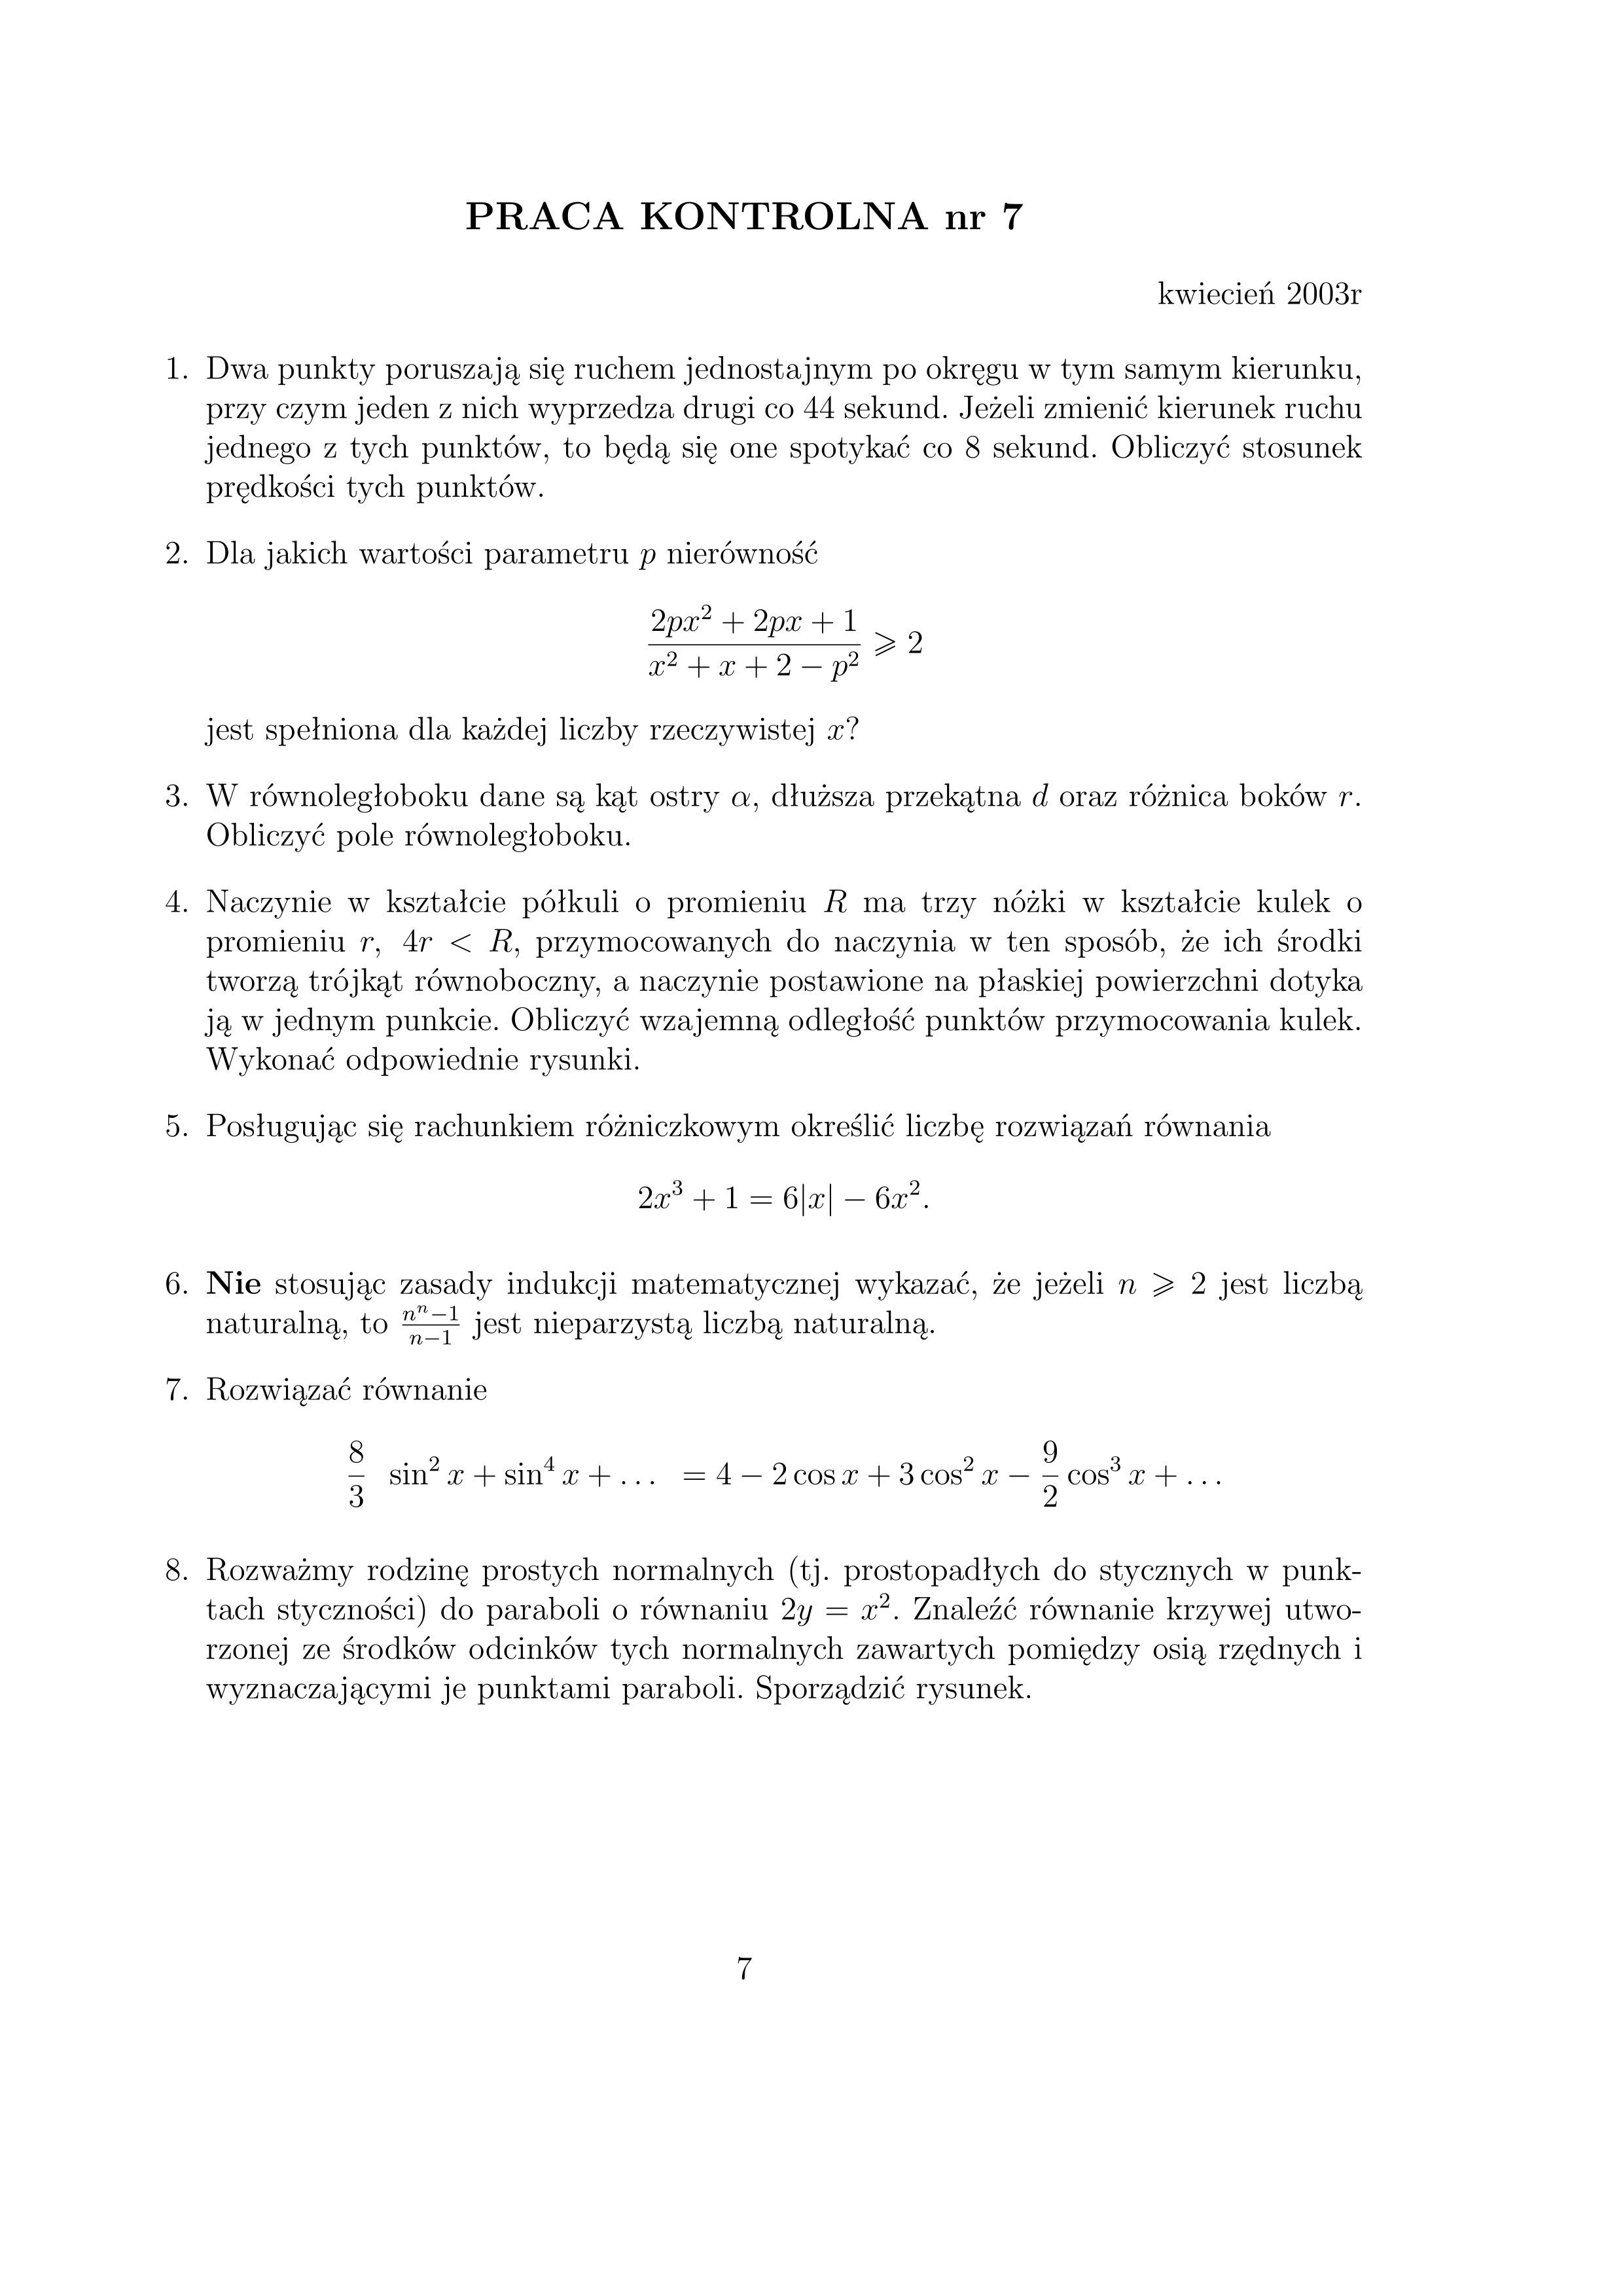 PRACA KONTROLNA nr 7
kwiecień 2003r
1. Dwa punkty poruszają się ruchem jednostajnym po okręgu w tym samym kierunku,
przy czym jeden z nich wyprzedza drugi co 44 sekund. Jeżeli zmienić kierunek ruchu
jednego z tych punktów, to będą się one spotykać co 8 sekund. Obliczyć stosunek
prędkości tych punktów.
2. Dla jakich wartości parametru $p$ nierówność
$$\frac{2px^2 + 2px + 1}{x^2 + x + 2 - p^2} \geqslant 2$$
jest spełniona dla każdej liczby rzeczywistej $x$?
3. W równoległoboku dane są kąt ostry $\alpha$, dłuższa przekątna $d$ oraz różnica boków $r$.
Obliczyć pole równoległoboku.
4. Naczynie w kształcie półkuli o promieniu $R$ ma trzy nóżki w kształcie kulek o
promieniu $r$, $4r < R$, przymocowanych do naczynia w ten sposób, że ich środki
tworzą trójkąt równoboczny, a naczynie postawione na płaskiej powierzchni dotyka
ją w jednym punkcie. Obliczyć wzajemną odległość punktów przymocowania kulek.
Wykonać odpowiednie rysunki.
5. Posługując się rachunkiem różniczkowym określić liczbę rozwiązań równania
$$2x^3 + 1 = 6|x| - 6x^2.$$
6. Nie stosując zasady indukcji matematycznej wykazać, że jeżeli $n \geqslant 2$ jest liczbą
naturalną, to $\frac{n^n-1}{n-1}$ jest nieparzystą liczbą naturalną.
7. Rozwiązać równanie
$$\frac{8}{3} \ \sin^2 x + \sin^4 x + \ldots \ = 4 - 2\cos x + 3\cos^2 x - \frac{9}{2}\cos^3 x + \ldots$$
8. Rozważmy rodzinę prostych normalnych (tj. prostopadłych do stycznych w punk-
tach styczności) do paraboli o równaniu $2y = x^2$. Znaleźć równanie krzywej utwo-
rzonej ze środków odcinków tych normalnych zawartych pomiędzy osią rzędnych i
wyznaczającymi je punktami paraboli. Sporządzić rysunek.
7